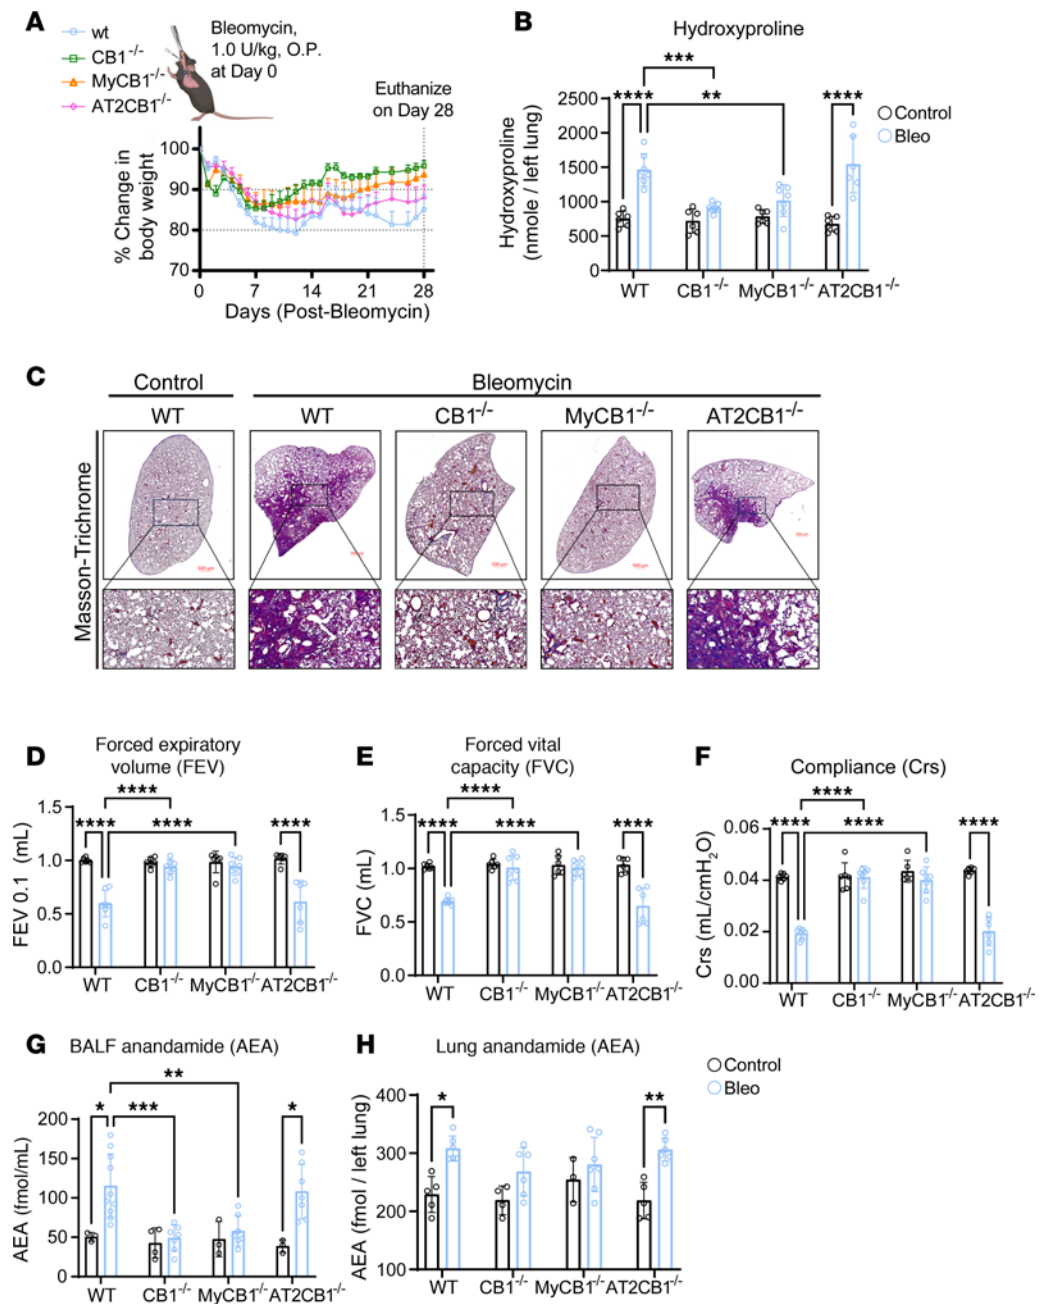 A
wt
CB1-/-
MyCB1-/-
AT2CB1-/-
Bleomycin,
1.0 U/kg, O.P.
at Day 0
Euthanize
on Day 28
% Change in
body weight
100
90
80
70
0
7
14
21
28
Days (Post-Bleomycin)
B
Hydroxyproline
***
****
**
****
Control
Bleo
Hydroxyproline
(nmole / left lung)
2500
2000
1500
1000
500
0
WT
CB1-/-
MyCB1-/-
AT2CB1-/-
C
Control
Bleomycin
WT
WT
CB1-/-
MyCB1-/-
AT2CB1-/-
Masson-Trichrome
D
Forced expiratory
volume (FEV)
****
****
****
****
FEV 0.1 (mL)
1.5
1.0
0.5
0.0
WT
CB1-/-
MyCB1-/-
AT2CB1-/-
E
Forced vital
capacity (FVC)
****
****
****
****
FVC (mL)
1.5
1.0
0.5
0.0
WT
CB1-/-
MyCB1-/-
AT2CB1-/-
F
Compliance (Crs)
****
****
****
****
Crs (mL/cmH2O)
0.06
0.04
0.02
0.00
WT
CB1-/-
MyCB1-/-
AT2CB1-/-
G
BALF anandamide (AEA)
**
*
***
*
AEA (fmol/mL)
200
150
100
50
0
WT
CB1-/-
MyCB1-/-
AT2CB1-/-
H
Lung anandamide (AEA)
*
**
AEA (fmol / left lung)
400
300
200
100
WT
CB1-/-
MyCB1-/-
AT2CB1-/-
Control
Bleo